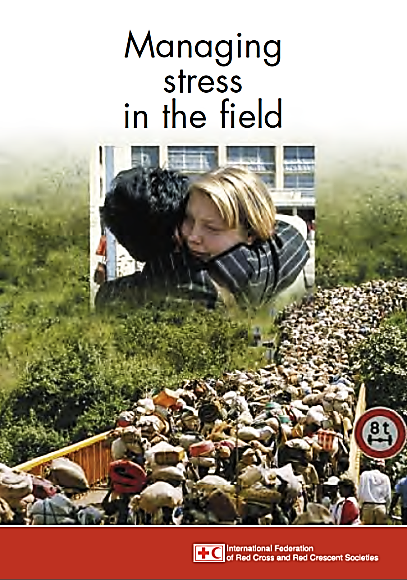 Managing
stress
in the field
8t
International Federation
of Red Cross and Red Crescent Societies